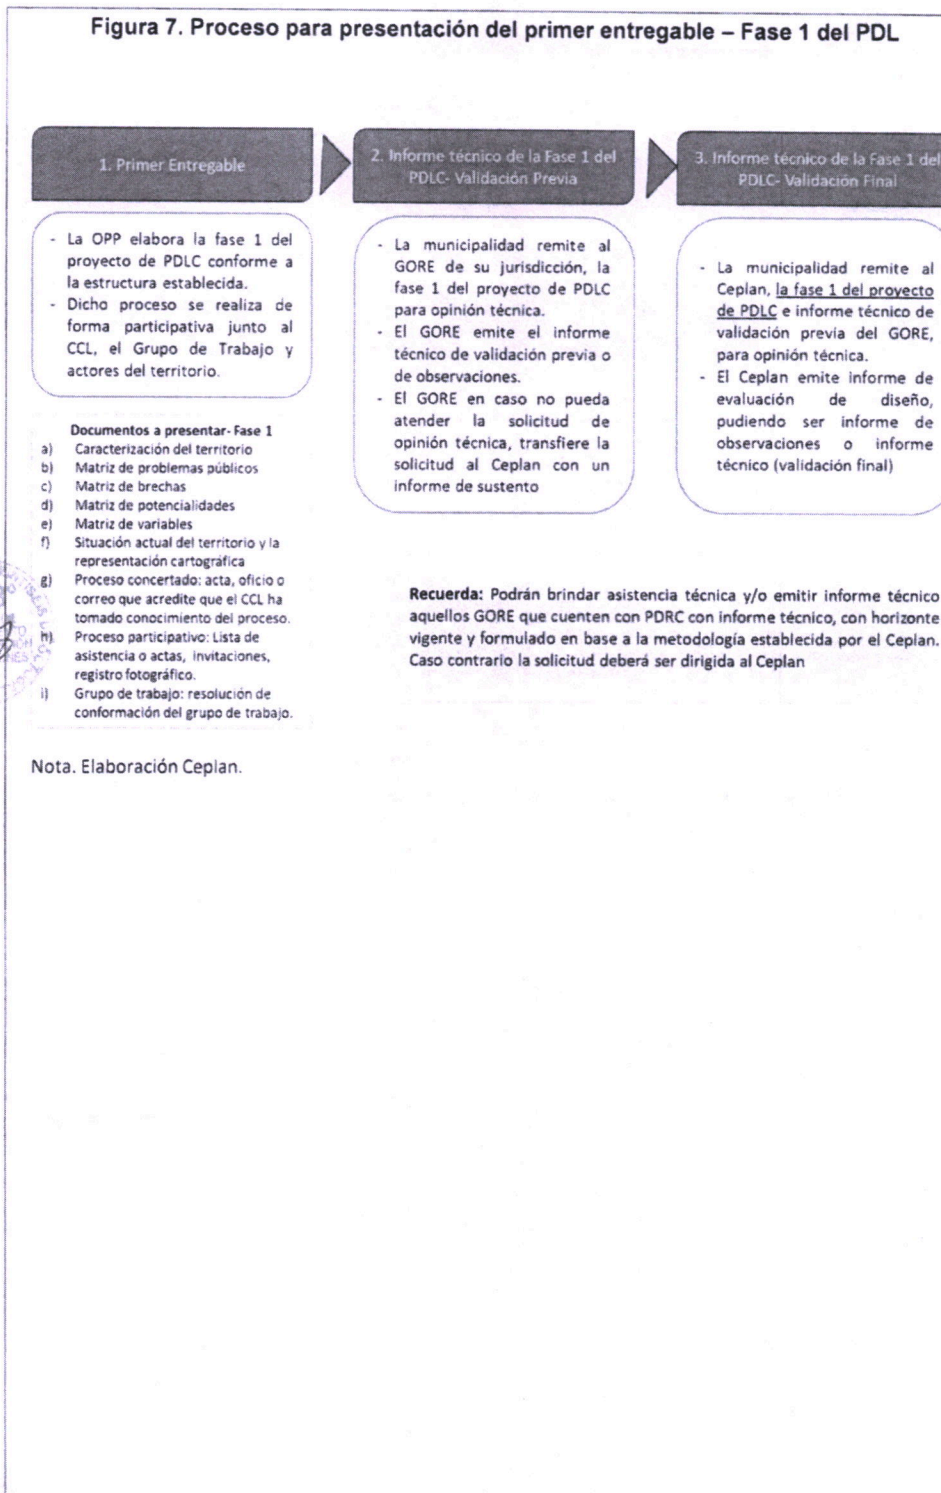 Figura 7. Proceso para presentación del primer entregable – Fase 1 del PDL
1. Primer Entregable
- La OPP elabora la fase 1 del
proyecto de PDLC conforme a
la estructura establecida.
- Dicho proceso se realiza de
forma participativa junto al
CCL, el Grupo de Trabajo y
actores del territorio.
Documentos a presentar- Fase 1
a) Caracterización del territorio
b) Matriz de problemas públicos
c) Matriz de brechas
d) Matriz de potencialidades
e) Matriz de variables
f) Situación actual del territorio y la
representación cartográfica
g) Proceso concertado: acta, oficio o
correo que acredite que el CCL ha
tomado conocimiento del proceso.
h) Proceso participativo: Lista de
asistencia o actas, invitaciones,
registro fotográfico.
i) Grupo de trabajo: resolución de
conformación del grupo de trabajo.
2. Informe técnico de la Fase 1 del
PDLC- Validación Previa
- La municipalidad remite al
GORE de su jurisdicción, la
fase 1 del proyecto de PDLC
para opinión técnica.
- El GORE emite el informe
técnico de validación previa o
de observaciones.
- El GORE en caso no pueda
atender la solicitud de
opinión técnica, transfiere la
solicitud al Ceplan con un
informe de sustento
3. Informe técnico de la Fase 1 del
PDLC- Validación Final
- La municipalidad remite al
Ceplan, la fase 1 del proyecto
de PDLC e informe técnico de
validación previa del GORE,
para opinión técnica.
- El Ceplan emite informe de
evaluación de diseño,
pudiendo ser informe de
observaciones o informe
técnico (validación final)
Recuerda: Podrán brindar asistencia técnica y/o emitir informe técnico
aquellos GORE que cuenten con PDRC con informe técnico, con horizonte
vigente y formulado en base a la metodología establecida por el Ceplan.
Caso contrario la solicitud deberá ser dirigida al Ceplan
Nota. Elaboración Ceplan.